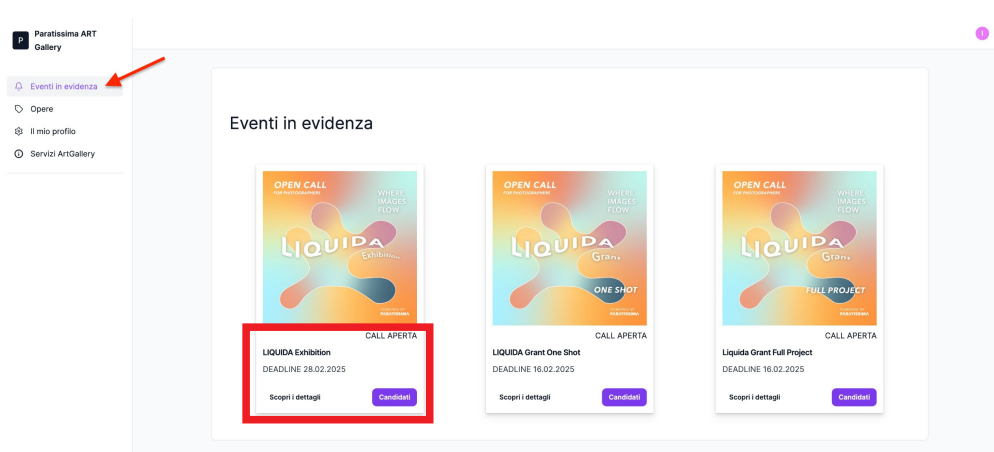 P
Paratissima ART
Gallery
I
Eventi in evidenza
Opere
Il mio profilo
Servizi ArtGallery
Eventi in evidenza
OPEN CALL
FOR PHOTOGRAPHERS
WHERE
IMAGES
FLOW
LIQUIDA
Exhibition
PARATISSIMA
CALL APERTA
LIQUIDA Exhibition
DEADLINE 28.02.2025
Scopri i dettagli
Candidati
OPEN CALL
FOR PHOTOGRAPHERS
WHERE
IMAGES
FLOW
LIQUIDA
Grant
ONE SHOT
PARATISSIMA
CALL APERTA
LIQUIDA Grant One Shot
DEADLINE 16.02.2025
Scopri i dettagli
Candidati
OPEN CALL
FOR PHOTOGRAPHERS
WHERE
IMAGES
FLOW
LIQUIDA
Grant
FULL PROJECT
PARATISSIMA
CALL APERTA
Liquida Grant Full Project
DEADLINE 16.02.2025
Scopri i dettagli
Candidati